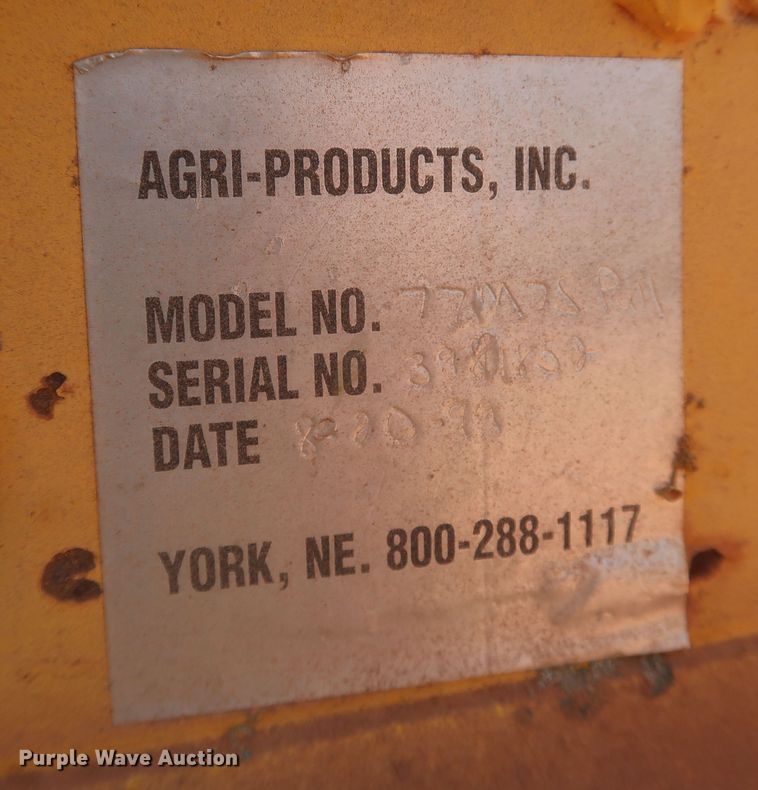 AGRI-PRODUCTS, INC.
MODEL NO.
SERIAL NO.
DATE
YORK, NE. 800-288-1117
Purple Wave Auction